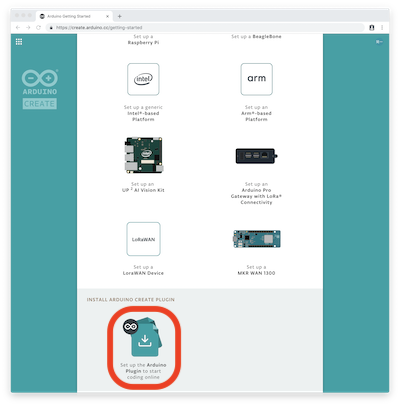 Arduino Getting Started
https://create.arduino.cc/getting-started
Set up a
Raspberry Pi
Set up a BeagleBone
ARDUINO
CREATE
intel
arm
Set up a generic
Intel®-based
Platform
Set up an
Arm®-based
Platform
Set up an
UP ² AI Vision Kit
Set up an
Arduino Pro
Gateway with LoRa®
Connectivity
LoRaWAN
Set up a
LoraWAN Device
Set up a
MKR WAN 1300
INSTALL ARDUINO CREATE PLUGIN
Set up the Arduino
Plugin to start
coding online